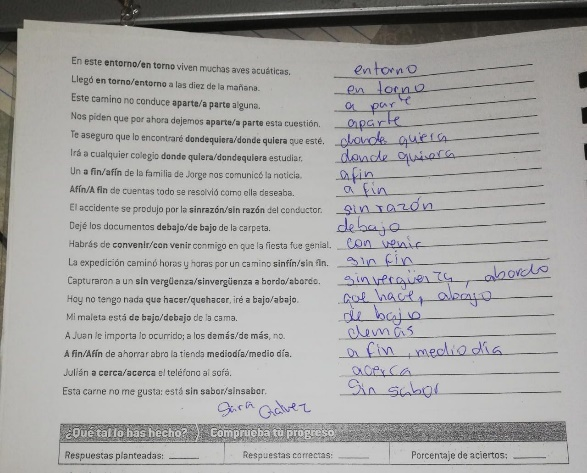 En este entorno/en torno viven muchas aves acuáticas. entorno
Llegó en torno/entorno a las diez de la mañana. en torno
Este camino no conduce aparte/a parte alguna. a parte
Nos piden que por ahora dejemos aparte/a parte esta cuestión. aparte
Te aseguro que lo encontraré dondequiera/donde quiera que esté. donde quiera
Irá a cualquier colegio donde quiera/dondequiera estudiar. donde quisiera
Un a fin/afín de la familia de Jorge nos comunicó la noticia. afin
Afín/A fin de cuentas todo se resolvió como ella deseaba. a fin
El accidente se produjo por la sinrazón/sin razón del conductor. sin razón
Dejé los documentos debajo/de bajo de la carpeta. debajo
Habrás de convenir/con venir conmigo en que la fiesta fue genial. con venir
La expedición caminó horas y horas por un camino sinfín/sin fin. sin fin
Capturaron a un sin vergüenza/sinvergüenza a bordo/abordo. sinvergüenza, abordo
Hoy no tengo nada que hacer/quehacer, iré a bajo/abajo. que hace, abajo
Mi maleta está de bajo/debajo de la cama. de bajo
A Juan le importa lo ocurrido; a los demás/de más, no. demás
A fin/Afín de ahorrar abro la tienda mediodía/medio día. a fin, mediodia
Julián a cerca/acerca el teléfono al sofá. acerca
Esta carne no me gusta: está sin sabor/sinsabor. Sin sabor
Sara
¿Qué tal lo has hecho? Comprueba tu progreso
Respuestas planteadas: Respuestas correctas: Porcentaje de aciertos: